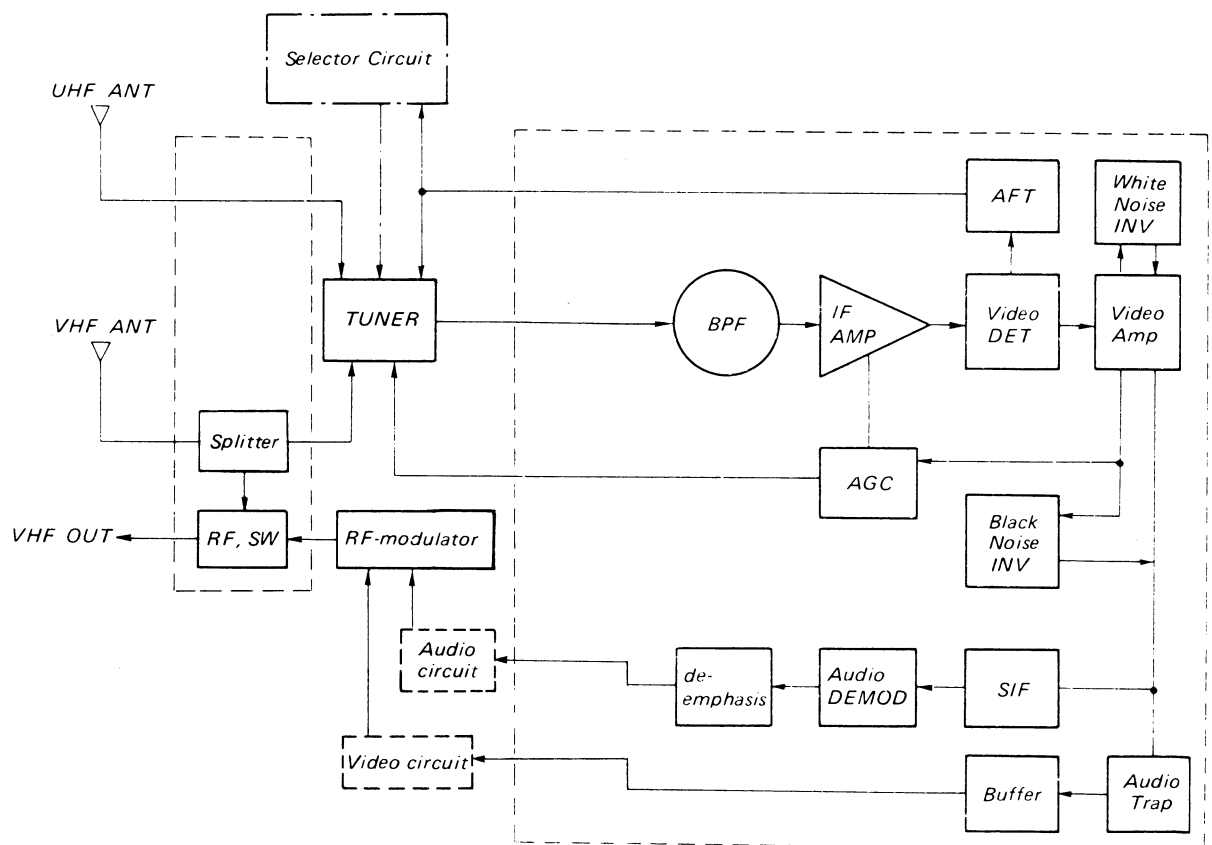 Selector Circuit
UHF ANT
AFT
White
Noise
INV
TUNER
BPF
IF
AMP
Video
DET
Video
Amp
VHF ANT
Splitter
AGC
VHF OUT
RF, SW
RF-modulator
Black
Noise
INV
Audio
circuit
de-
emphasis
Audio
DEMOD
SIF
Video circuit
Buffer
Audio
Trap